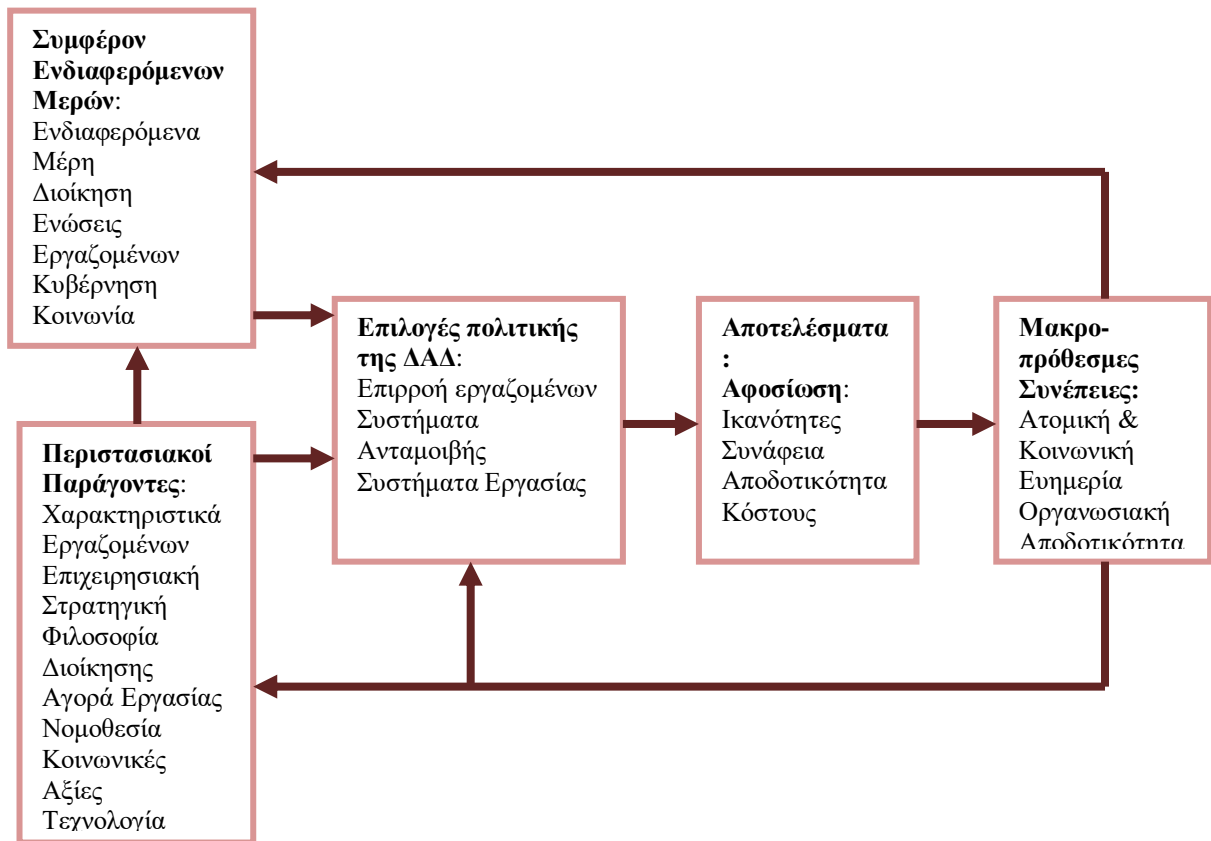 Συμφέρον
Ενδιαφερόμενων
Μερών:
Ενδιαφερόμενα
Μέρη
Διοίκηση
Ενώσεις
Εργαζομένων
Κυβέρνηση
Κοινωνία
Περιστασιακοί
Παράγοντες:
Χαρακτηριστικά
Εργαζομένων
Επιχειρησιακή
Στρατηγική
Φιλοσοφία
Διοίκησης
Αγορά Εργασίας
Νομοθεσία
Κοινωνικές
Αξίες
Τεχνολογία
Επιλογές πολιτικής
της ΔΑΔ:
Επιρροή εργαζομένων
Συστήματα
Ανταμοιβής
Συστήματα Εργασίας
Αποτελέσματα
:
Αφοσίωση:
Ικανότητες
Συνάφεια
Αποδοτικότητα
Κόστους
Μακρο-
πρόθεσμες
Συνέπειες:
Ατομική &
Κοινωνική
Ευημερία
Οργανωσιακή
Αποδοτικότητα